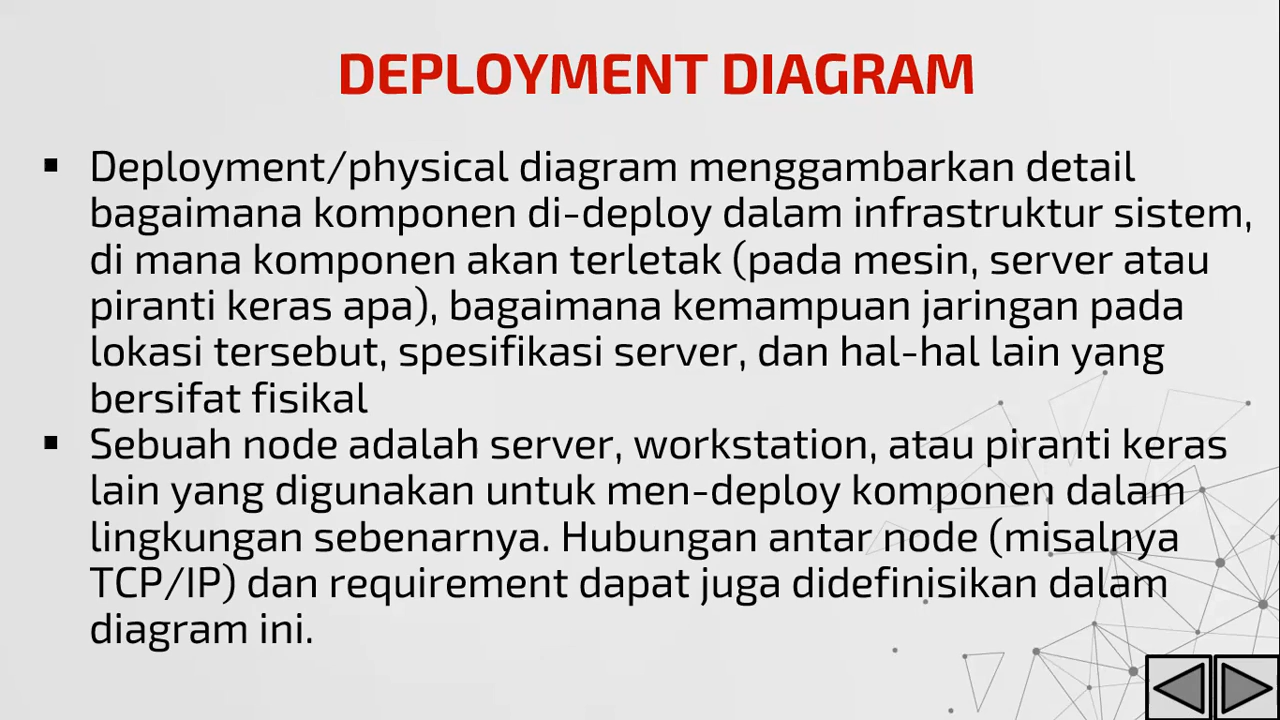 DEPLOYMENT DIAGRAM
▪ Deployment/physical diagram menggambarkan detail
bagaimana komponen di-deploy dalam infrastruktur sistem,
di mana komponen akan terletak (pada mesin, server atau
piranti keras apa), bagaimana kemampuan jaringan pada
lokasi tersebut, spesifikasi server, dan hal-hal lain yang
bersifat fisikal
▪ Sebuah node adalah server, workstation, atau piranti keras
lain yang digunakan untuk men-deploy komponen dalam
lingkungan sebenarnya. Hubungan antar node (misalnya
TCP/IP) dan requirement dapat juga didefinisikan dalam
diagram ini.